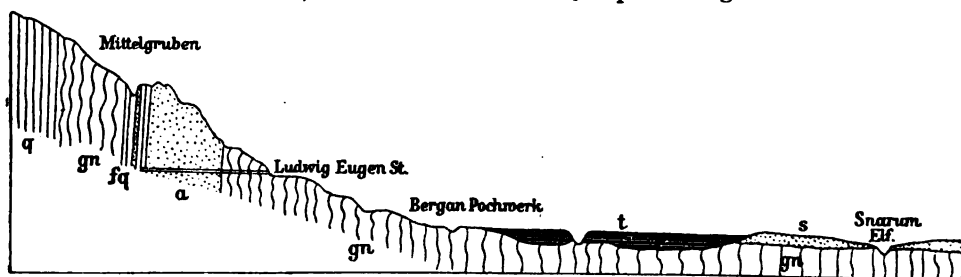 Mittelgruben
q
gn
fq
a
Ludwig Eugen St.
Bergan Pochwerk
gn
t
s
Snarum
Elf.
gn